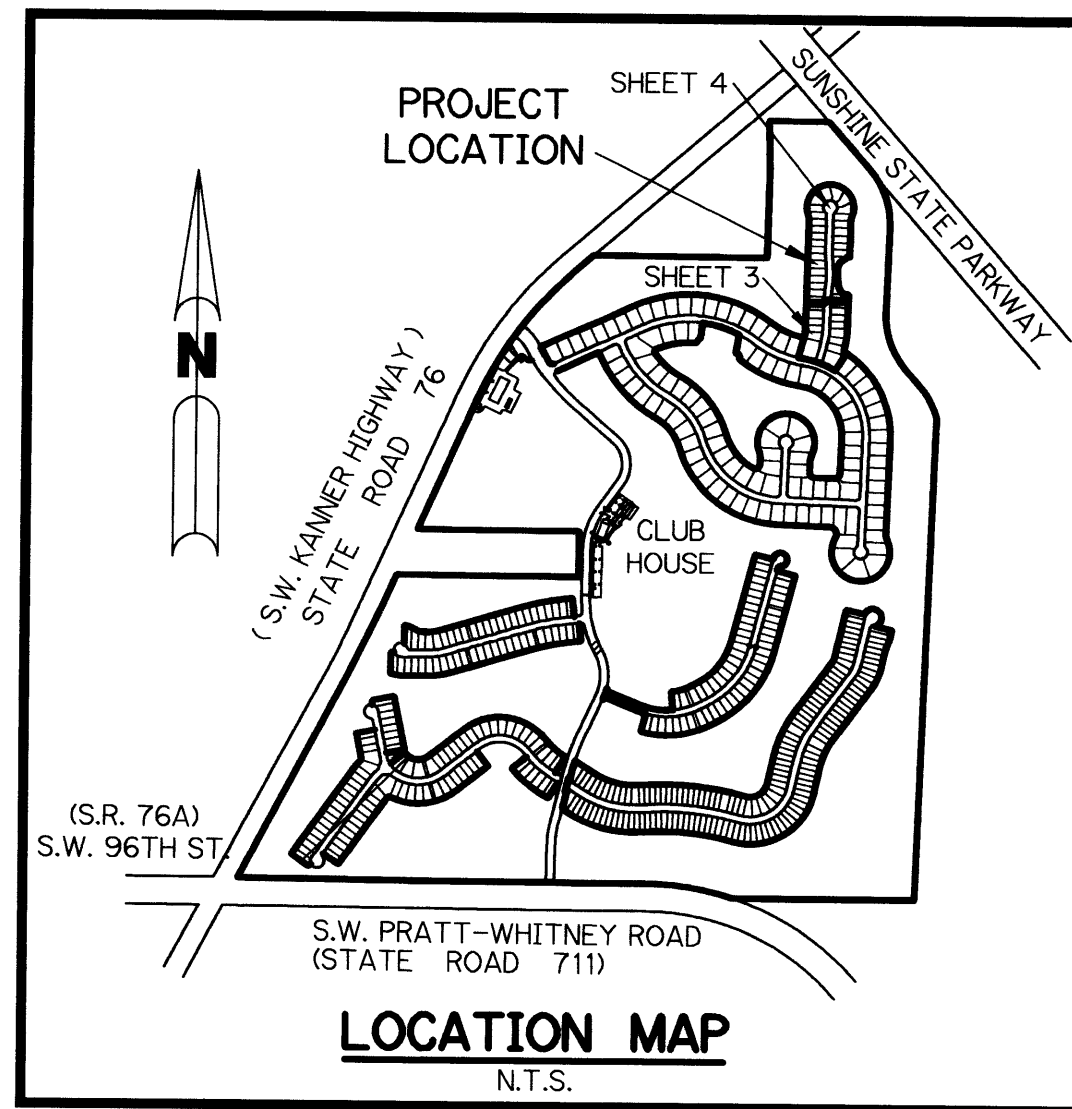 SHEET 4
SUNSHINE STATE PARKWAY
PROJECT
LOCATION
SHEET 3
N
(S.W. KANNER HIGHWAY)
STATE ROAD 76
CLUB
HOUSE
(S.R. 76A)
S.W. 96TH ST.
S.W. PRATT-WHITNEY ROAD
(STATE ROAD 711)
LOCATION MAP
N.T.S.